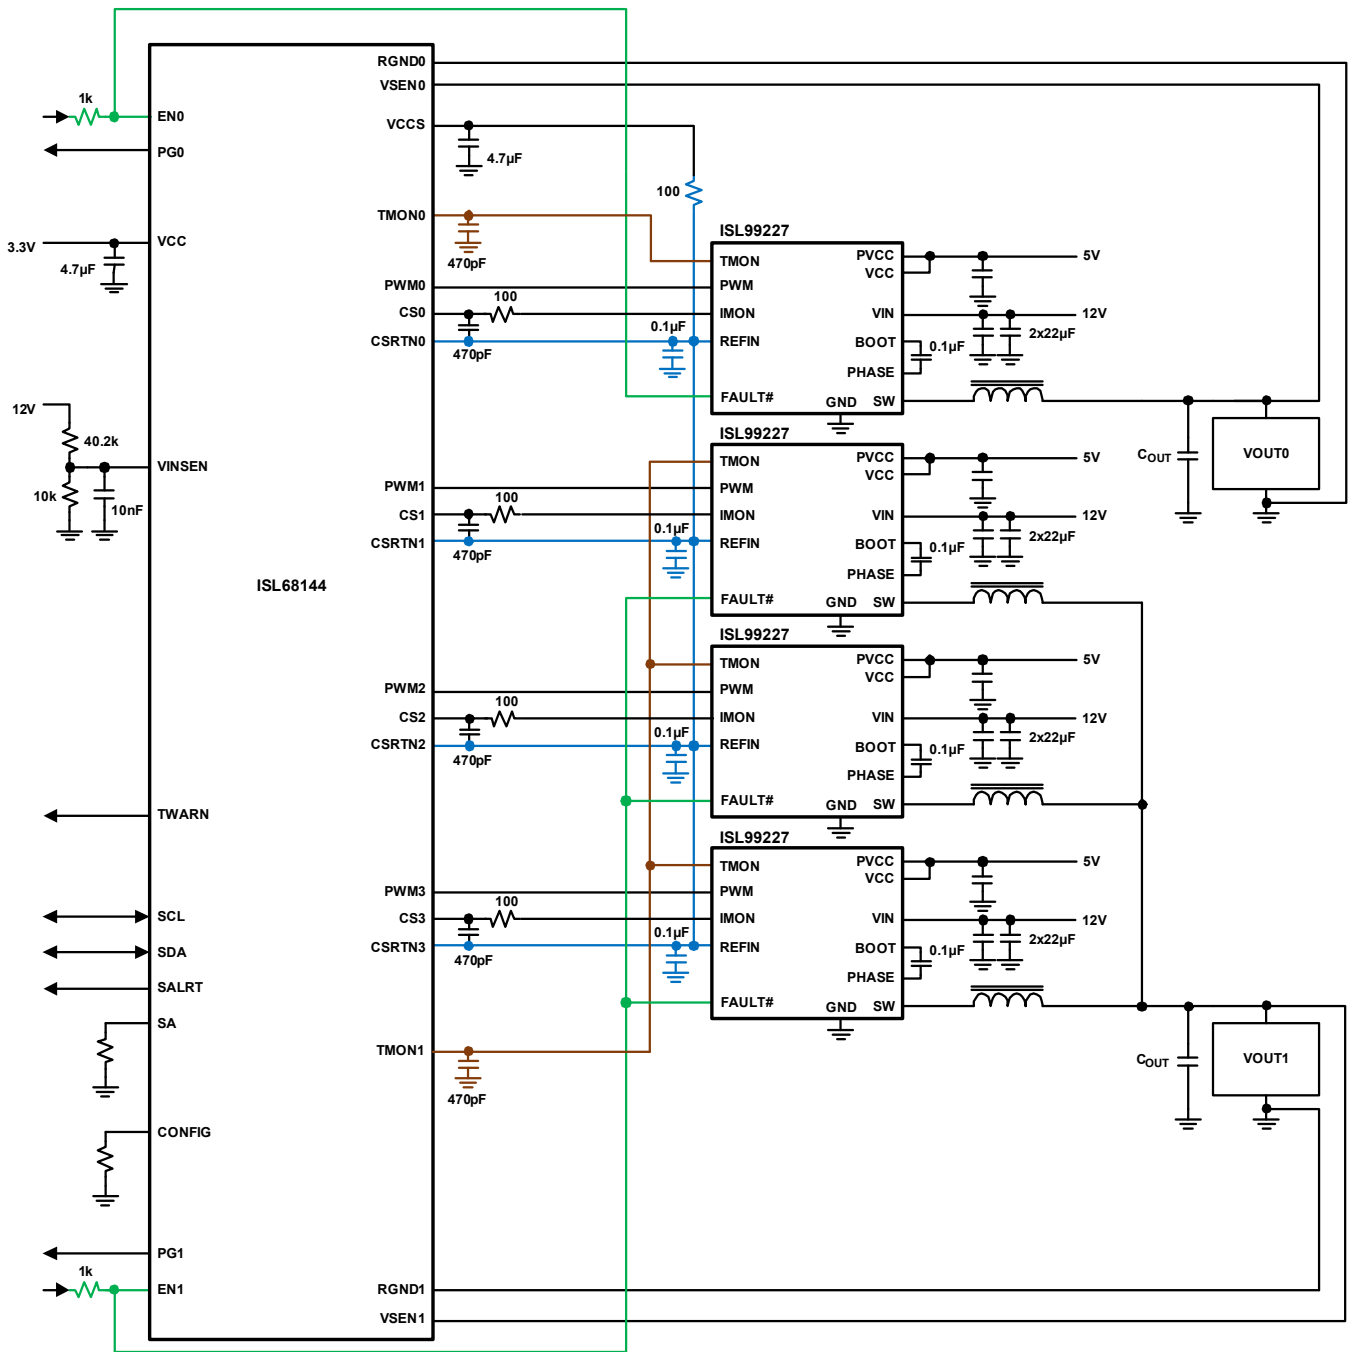 RGND0
VSEN0
1k
EN0
VCCS
PG0
4.7µF
100
TMON0
ISL99227
VCC
3.3V
4.7µF
470pF
TMON
PVCC
5V
VCC
PWM0
PWM
100
CS0
IMON
VIN
12V
0.1µF
2x22µF
CSRTN0
REFIN
BOOT
0.1µF
470pF
PHASE
FAULT#
GND
SW
12V
ISL99227
40.2k
COUT
VOUT0
TMON
PVCC
5V
VCC
VINSEN
PWM1
PWM
10k
10nF
100
CS1
IMON
VIN
12V
0.1µF
2x22µF
CSRTN1
REFIN
BOOT
0.1µF
470pF
PHASE
ISL68144
FAULT#
GND
SW
ISL99227
TMON
PVCC
5V
VCC
PWM2
PWM
100
CS2
IMON
VIN
12V
0.1µF
2x22µF
CSRTN2
REFIN
BOOT
0.1µF
470pF
PHASE
FAULT#
GND
SW
TWARN
ISL99227
TMON
PVCC
5V
VCC
PWM3
PWM
100
SCL
CS3
IMON
VIN
12V
0.1µF
2x22µF
SDA
CSRTN3
REFIN
BOOT
0.1µF
470pF
PHASE
SALRT
FAULT#
GND
SW
SA
TMON1
COUT
VOUT1
470pF
CONFIG
PG1
1k
EN1
RGND1
VSEN1